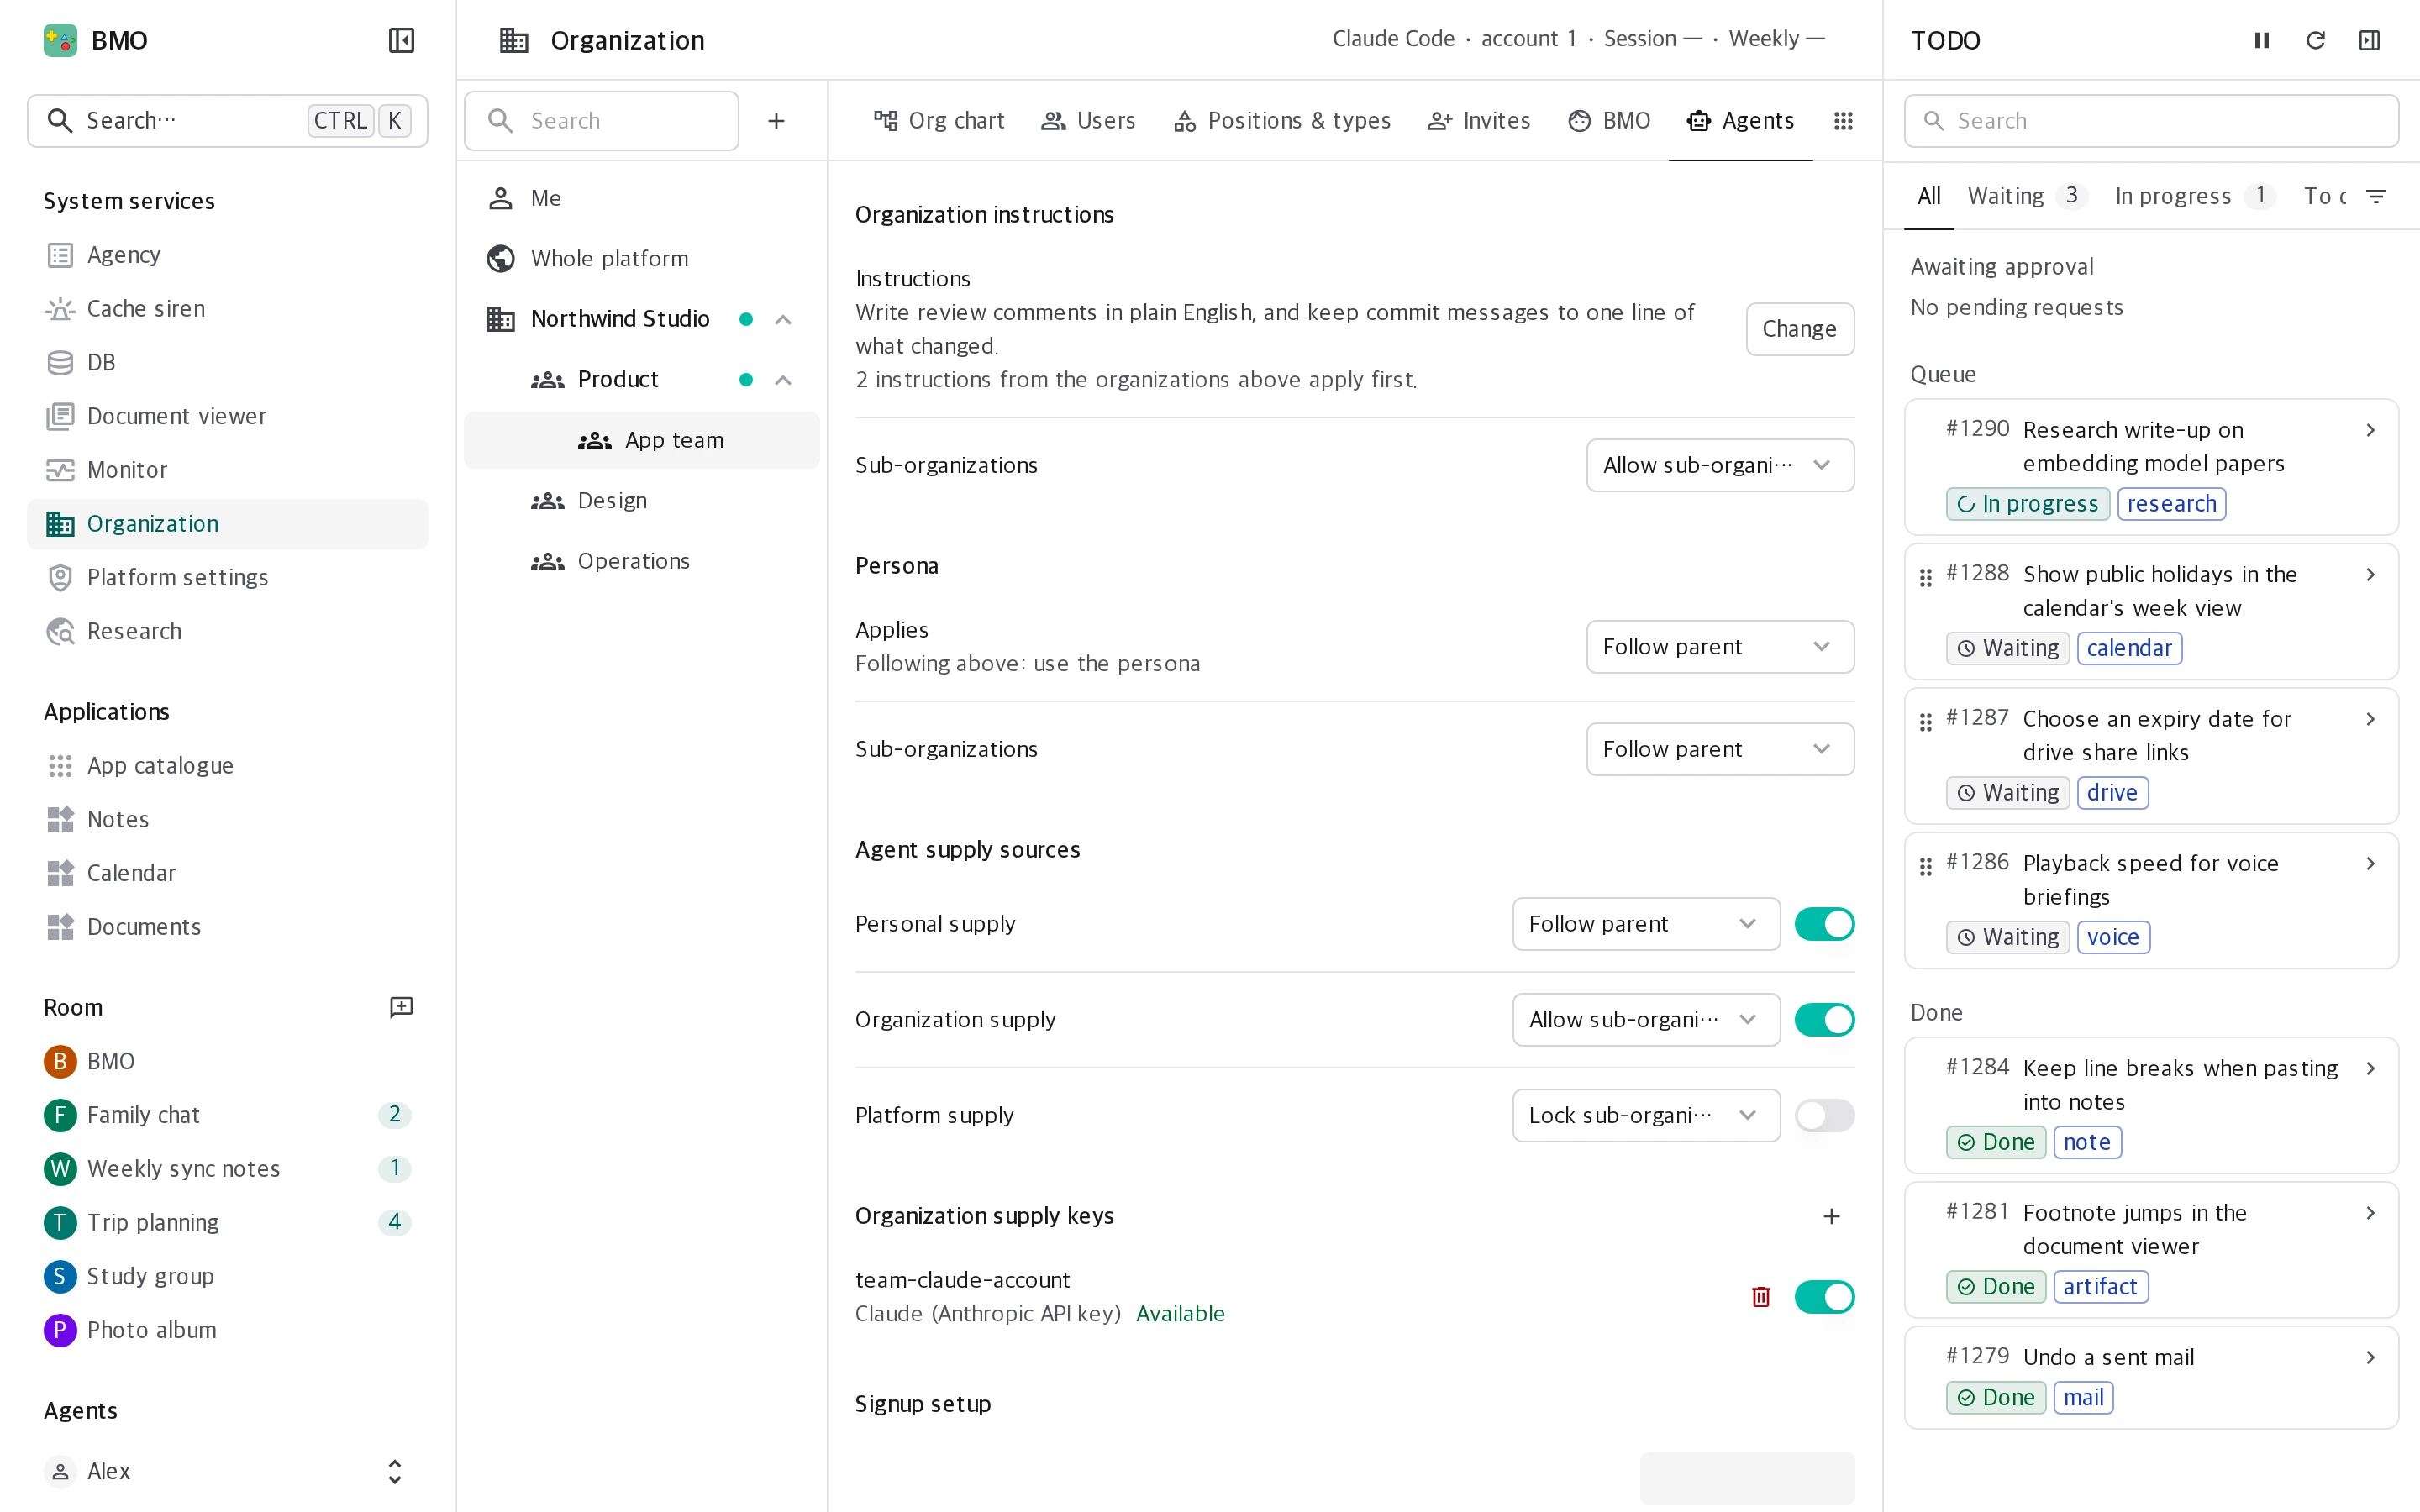 BMO
Search…
CTRL K
System services
Agency
Cache siren
DB
Document viewer
Monitor
Organization
Platform settings
Research
Applications
App catalogue
Notes
Calendar
Documents
Room
B BMO
F Family chat 2
W Weekly sync notes 1
T Trip planning 4
S Study group
P Photo album
Agents
Alex
Organization
Claude Code · account 1 · Session — · Weekly —
Search
Me
Whole platform
Northwind Studio
Product
App team
Design
Operations
Org chart
Users
Positions & types
Invites
BMO
Agents
Organization instructions
Instructions
Write review comments in plain English, and keep commit messages to one line of
what changed.
2 instructions from the organizations above apply first.
Change
Sub-organizations
Allow sub-organi…
Persona
Applies
Following above: use the persona
Follow parent
Sub-organizations
Follow parent
Agent supply sources
Personal supply
Follow parent
Organization supply
Allow sub-organi…
Platform supply
Lock sub-organi…
Organization supply keys
team-claude-account
Claude (Anthropic API key) Available
Signup setup
TODO
Search
All
Waiting 3
In progress 1
Awaiting approval
No pending requests
Queue
#1290 Research write-up on
embedding model papers
In progress research
#1288 Show public holidays in the
calendar's week view
Waiting calendar
#1287 Choose an expiry date for
drive share links
Waiting drive
#1286 Playback speed for voice
briefings
Waiting voice
Done
#1284 Keep line breaks when pasting
into notes
Done note
#1281 Footnote jumps in the
document viewer
Done artifact
#1279 Undo a sent mail
Done mail